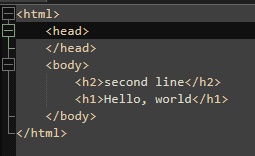 <html>
<head>
</head>
<body>
<h2>second line</h2>
<h1>Hello, world</h1>
</body>
</html>